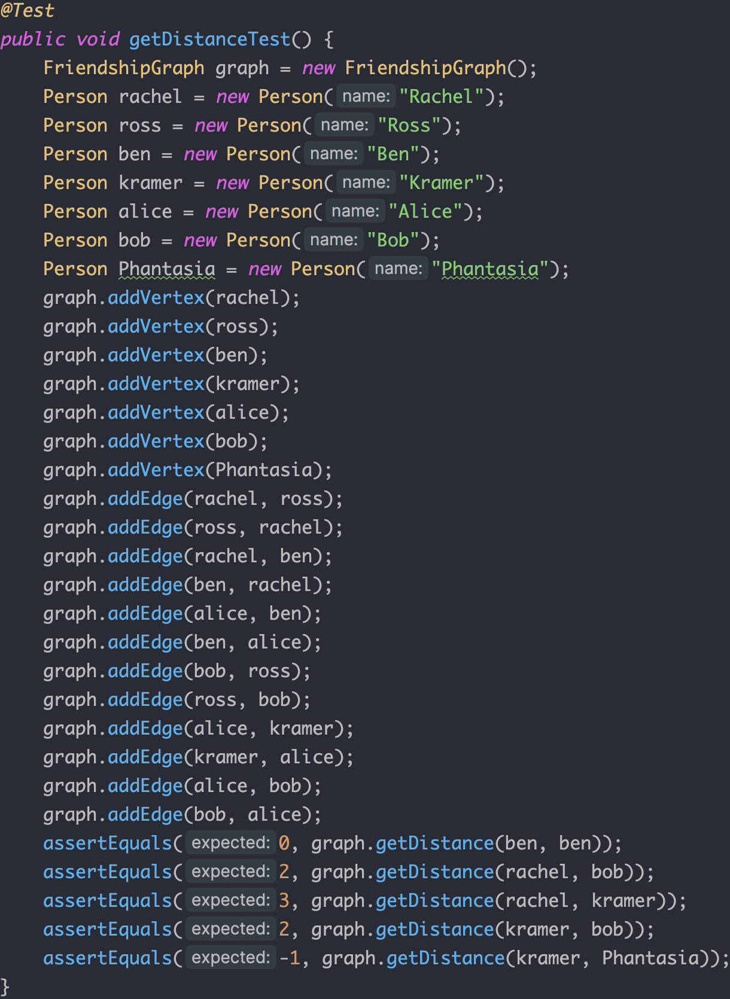 @Test
public void getDistanceTest() {
    FriendshipGraph graph = new FriendshipGraph();
    Person rachel = new Person( name: "Rachel");
    Person ross = new Person( name: "Ross");
    Person ben = new Person( name: "Ben");
    Person kramer = new Person( name: "Kramer");
    Person alice = new Person( name: "Alice");
    Person bob = new Person( name: "Bob");
    Person Phantasia = new Person( name: "Phantasia");
    graph.addVertex(rachel);
    graph.addVertex(ross);
    graph.addVertex(ben);
    graph.addVertex(kramer);
    graph.addVertex(alice);
    graph.addVertex(bob);
    graph.addVertex(Phantasia);
    graph.addEdge(rachel, ross);
    graph.addEdge(ross, rachel);
    graph.addEdge(rachel, ben);
    graph.addEdge(ben, rachel);
    graph.addEdge(alice, ben);
    graph.addEdge(ben, alice);
    graph.addEdge(bob, ross);
    graph.addEdge(ross, bob);
    graph.addEdge(alice, kramer);
    graph.addEdge(kramer, alice);
    graph.addEdge(alice, bob);
    graph.addEdge(bob, alice);
    assertEquals( expected: 0, graph.getDistance(ben, ben));
    assertEquals( expected: 2, graph.getDistance(rachel, bob));
    assertEquals( expected: 3, graph.getDistance(rachel, kramer));
    assertEquals( expected: 2, graph.getDistance(kramer, bob));
    assertEquals( expected: -1, graph.getDistance(kramer, Phantasia));
}